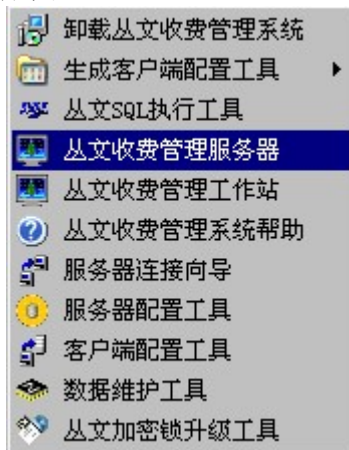 卸载丛文收费管理系统
生成客户端配置工具
丛文SQL执行工具
丛文收费管理服务器
丛文收费管理工作站
丛文收费管理系统帮助
服务器连接向导
服务器配置工具
客户端配置工具
数据维护工具
丛文加密锁升级工具